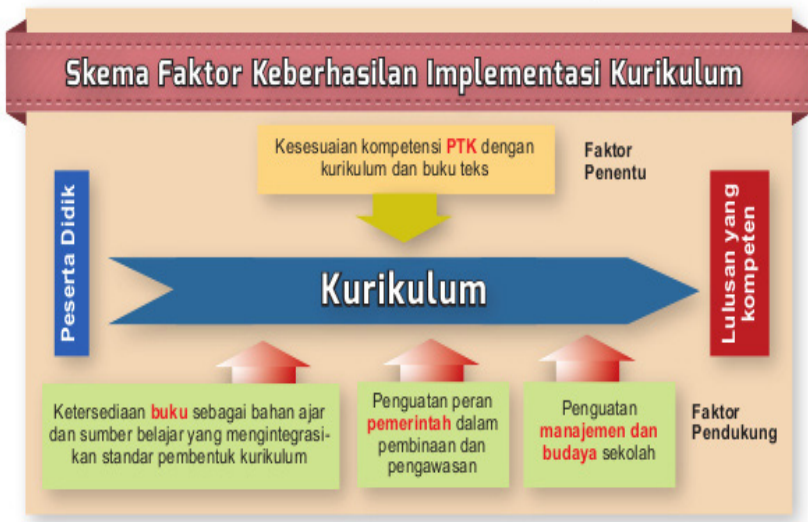 Skema Faktor Keberhasilan Implementasi Kurikulum
Kesesuaian kompetensi PTK dengan
kurikulum dan buku teks
Faktor
Penentu
Peserta Didik
Kurikulum
Lulusan yang
kompeten
Ketersediaan buku sebagai bahan ajar
dan sumber belajar yang mengintegrasi-
kan standar pembentuk kurikulum
Penguatan peran
pemerintah dalam
pembinaan dan
pengawasan
Penguatan
manajemen dan
budaya sekolah
Faktor
Pendukung